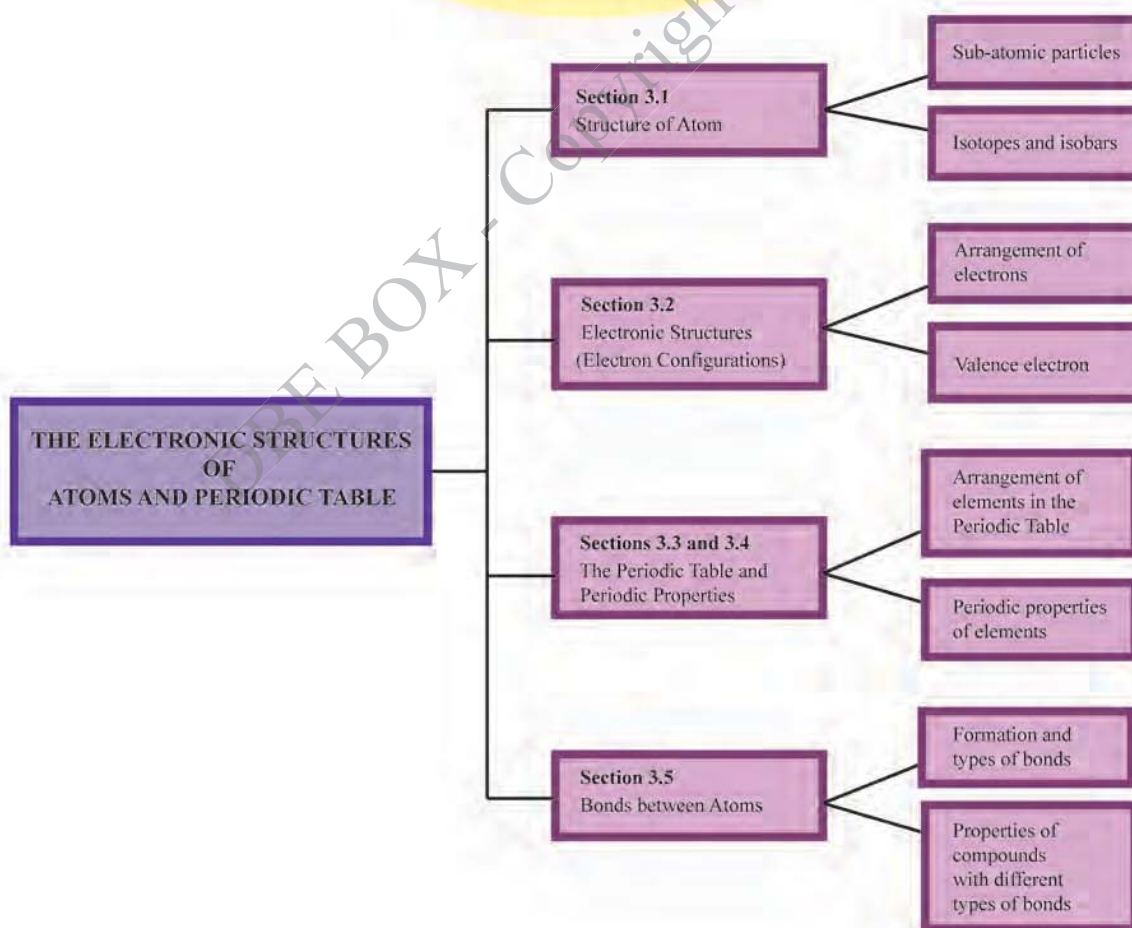 THE ELECTRONIC STRUCTURES
OF
ATOMS AND PERIODIC TABLE
Section 3.1
Structure of Atom
Sub-atomic particles
Isotopes and isobars
Section 3.2
Electronic Structures
(Electron Configurations)
Arrangement of
electrons
Valence electron
Sections 3.3 and 3.4
The Periodic Table and
Periodic Properties
Arrangement of
elements in the
Periodic Table
Periodic properties
of elements
Section 3.5
Bonds between Atoms
Formation and
types of bonds
Properties of
compounds
with different
types of bonds
OBE BOX - Copyright